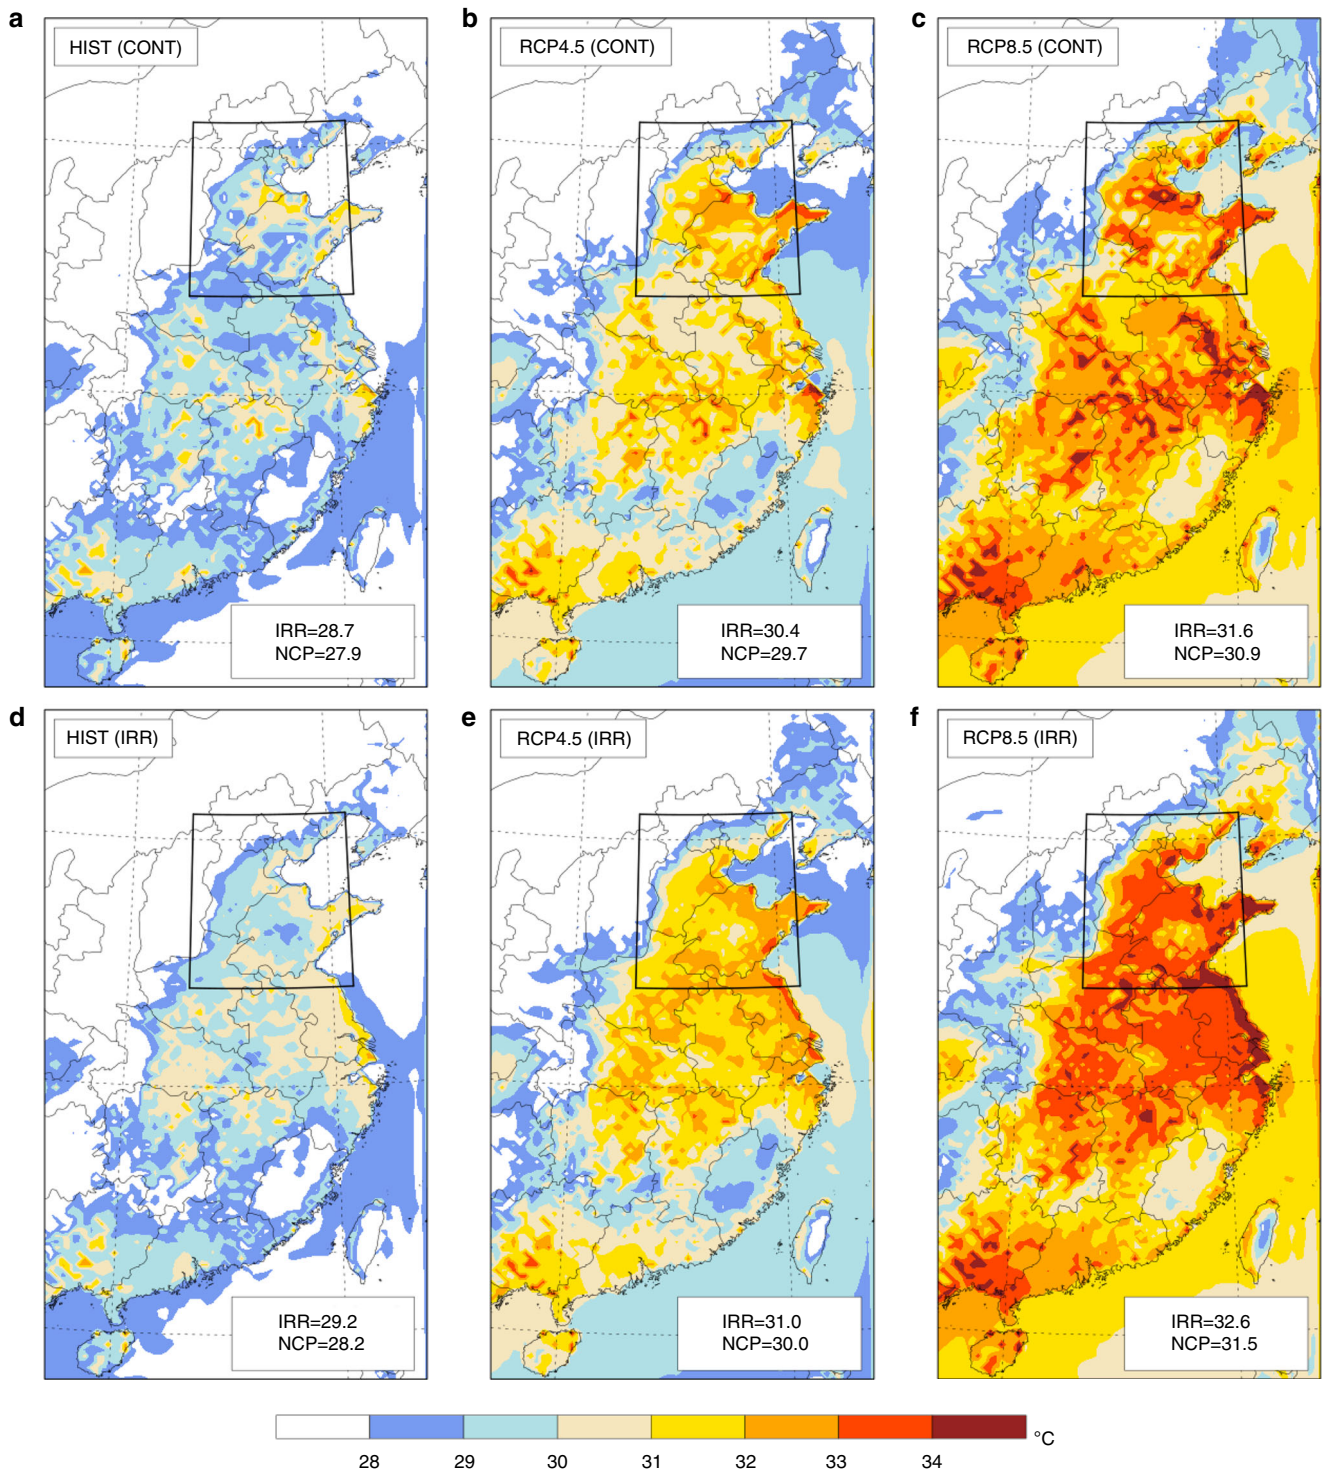 a
HIST (CONT)
IRR=28.7
NCP=27.9
b
RCP4.5 (CONT)
IRR=30.4
NCP=29.7
c
RCP8.5 (CONT)
IRR=31.6
NCP=30.9
d
HIST (IRR)
IRR=29.2
NCP=28.2
e
RCP4.5 (IRR)
IRR=31.0
NCP=30.0
f
RCP8.5 (IRR)
IRR=32.6
NCP=31.5
28 29 30 31 32 33 34 °C